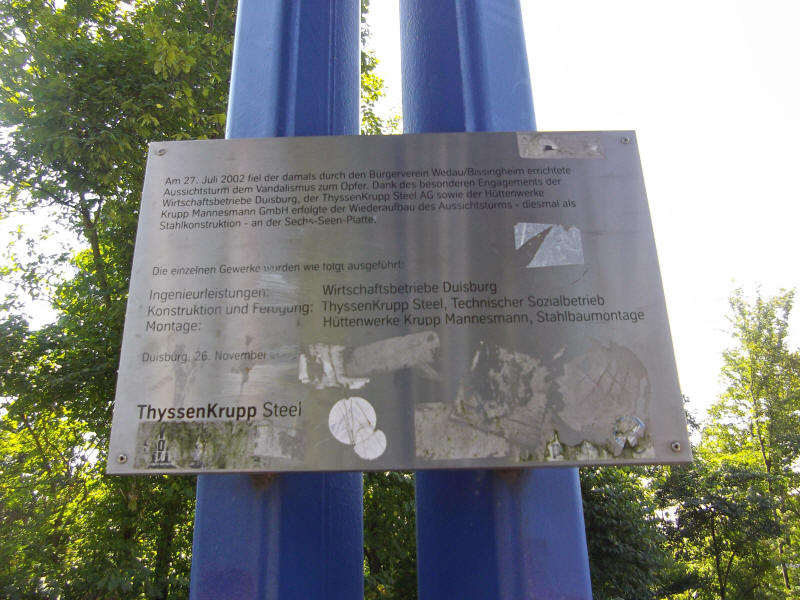 Am 27. Juli 2002 fiel der damals durch den Bürgerverein Wedau/Bissingheim errichtete
Aussichtsturm dem Vandalismus zum Opfer. Dank des besonderen Engagements der
Wirtschaftsbetriebe Duisburg, der ThyssenKrupp Steel AG sowie der Hüttenwerke
Krupp Mannesmann GmbH erfolgte der Wiederaufbau des Aussichtsturms - diesmal als
Stahlkonstruktion - an der Sechs-Seen-Platte.
Die einzelnen Gewerke wurden wie folgt ausgeführt:
Ingenieurleistungen: Wirtschaftsbetriebe Duisburg
Konstruktion und Fertigung: ThyssenKrupp Steel, Technischer Sozialbetrieb
Montage: Hüttenwerke Krupp Mannesmann, Stahlbaumontage
Duisburg, 26. November
ThyssenKrupp Steel